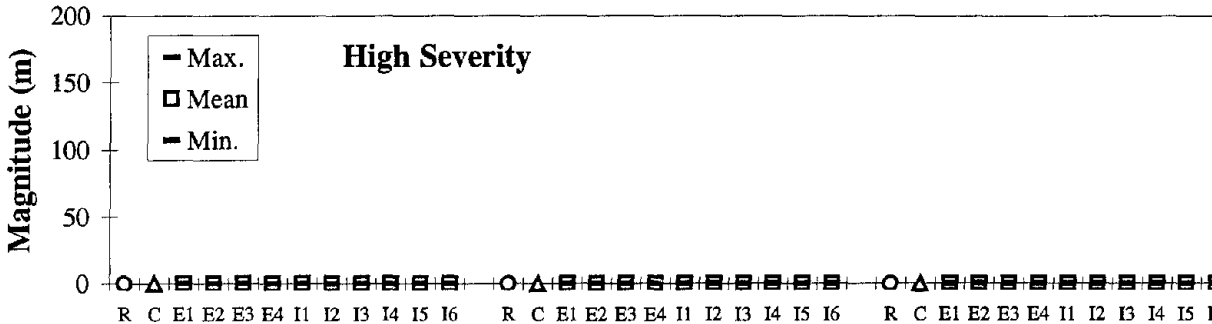 200
High Severity
Max.
150
Mean
Min.
100
50
0
Magnitude (m)
R C E1 E2 E3 E4 I1 I2 I3 I4 I5 I6 R C E1 E2 E3 E4 I1 I2 I3 I4 I5 I6 R C E1 E2 E3 E4 I1 I2 I3 I4 I5